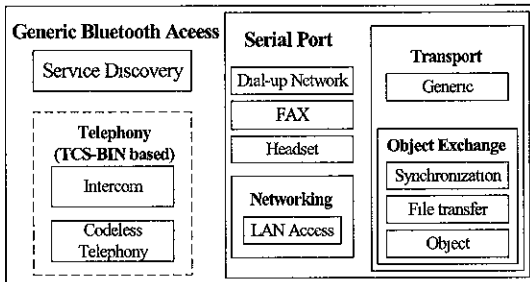 Generic Bluetooth Aceess
Service Discovery
Telephony
(TCS-BIN based)
Intercom
Codeless
Telephony
Serial Port
Dial-up Network
FAX
Headset
Networking
LAN Access
Transport
Generic
Object Exchange
Synchronization
File transfer
Object